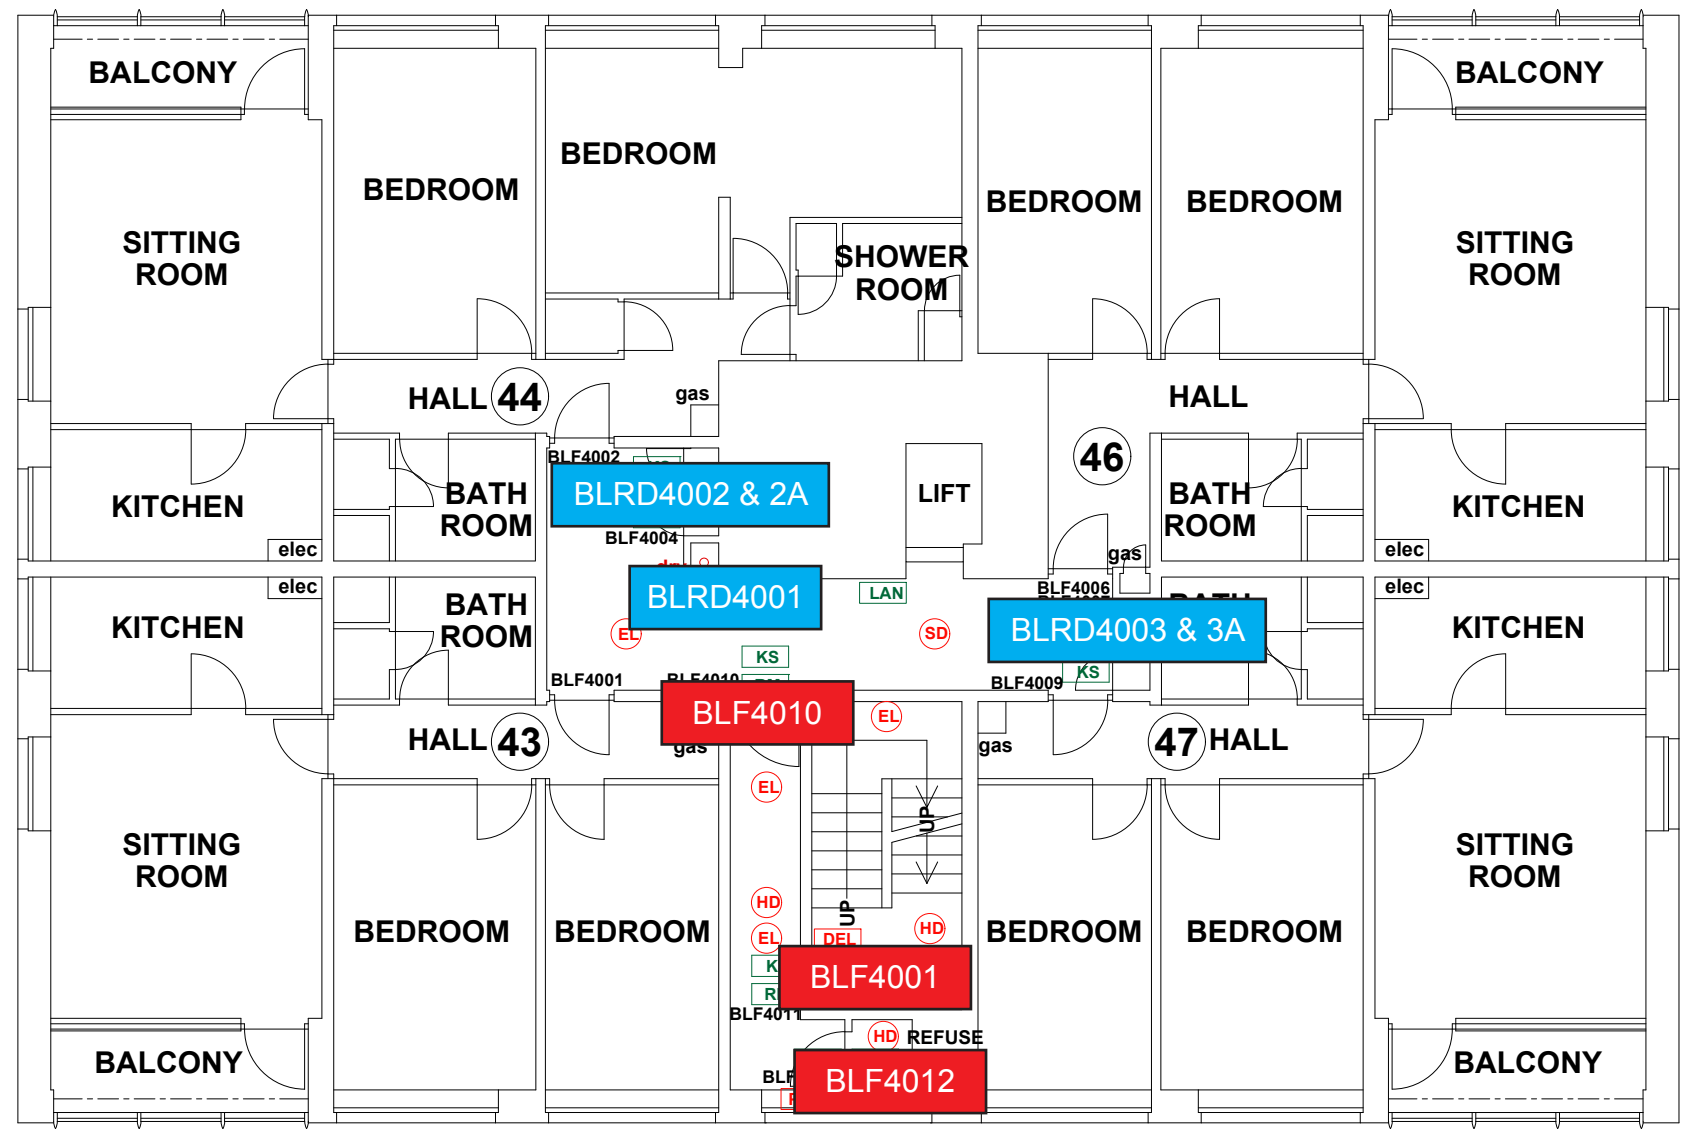 BALCONY
BALCONY
BEDROOM
BEDROOM
BEDROOM
BEDROOM
SITTING
ROOM
SHOWER
ROOM
SITTING
ROOM
HALL 44
gas
HALL
46
BLF4002
KITCHEN
BATH
ROOM
BLRD4002 & 2A
LIFT
BATH
ROOM
KITCHEN
elec
BLF4004
gas
elec
elec
BLF4006
elec
KITCHEN
BATH
ROOM
BLRD4001
LAN
BLRD4003 & 3A
KITCHEN
EL
SD
KS
KS
BLF4001
BLF4010
BLF4009
BLF4010
EL
HALL 43
gas
gas
47 HALL
EL
UP
SITTING
ROOM
SITTING
ROOM
HD
UP
HD
BEDROOM
BEDROOM
EL
DEL
BEDROOM
BEDROOM
BLF4001
BLF4011
HD
REFUSE
BALCONY
BLF4012
BALCONY